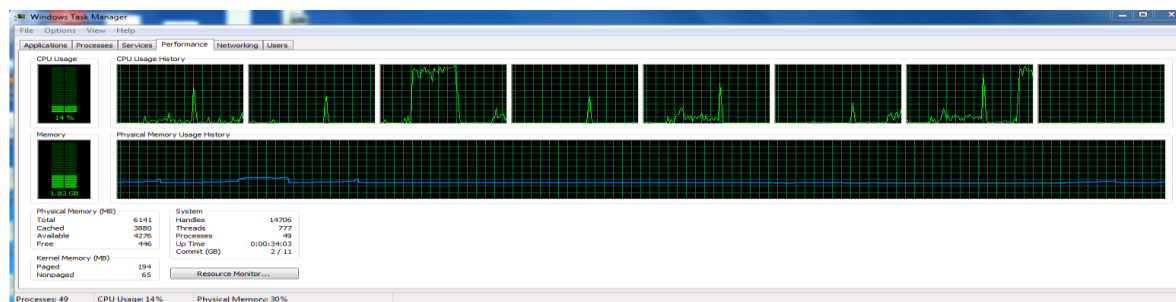 Windows Task Manager
File Options View Help
Applications Processes Services Performance Networking Users
CPU Usage CPU Usage History
14 %
Memory Physical Memory Usage History
1.82 GB
Physical Memory (MB)
Total 6141
Cached 3880
Available 4276
Free 446
Kernel Memory (MB)
Paged 194
Nonpaged 65
System
Handles 14706
Threads 777
Processes 49
Up Time 0:00:34:03
Commit (GB) 2 / 11
Resource Monitor...
Processes: 49 CPU Usage: 14% Physical Memory: 30%